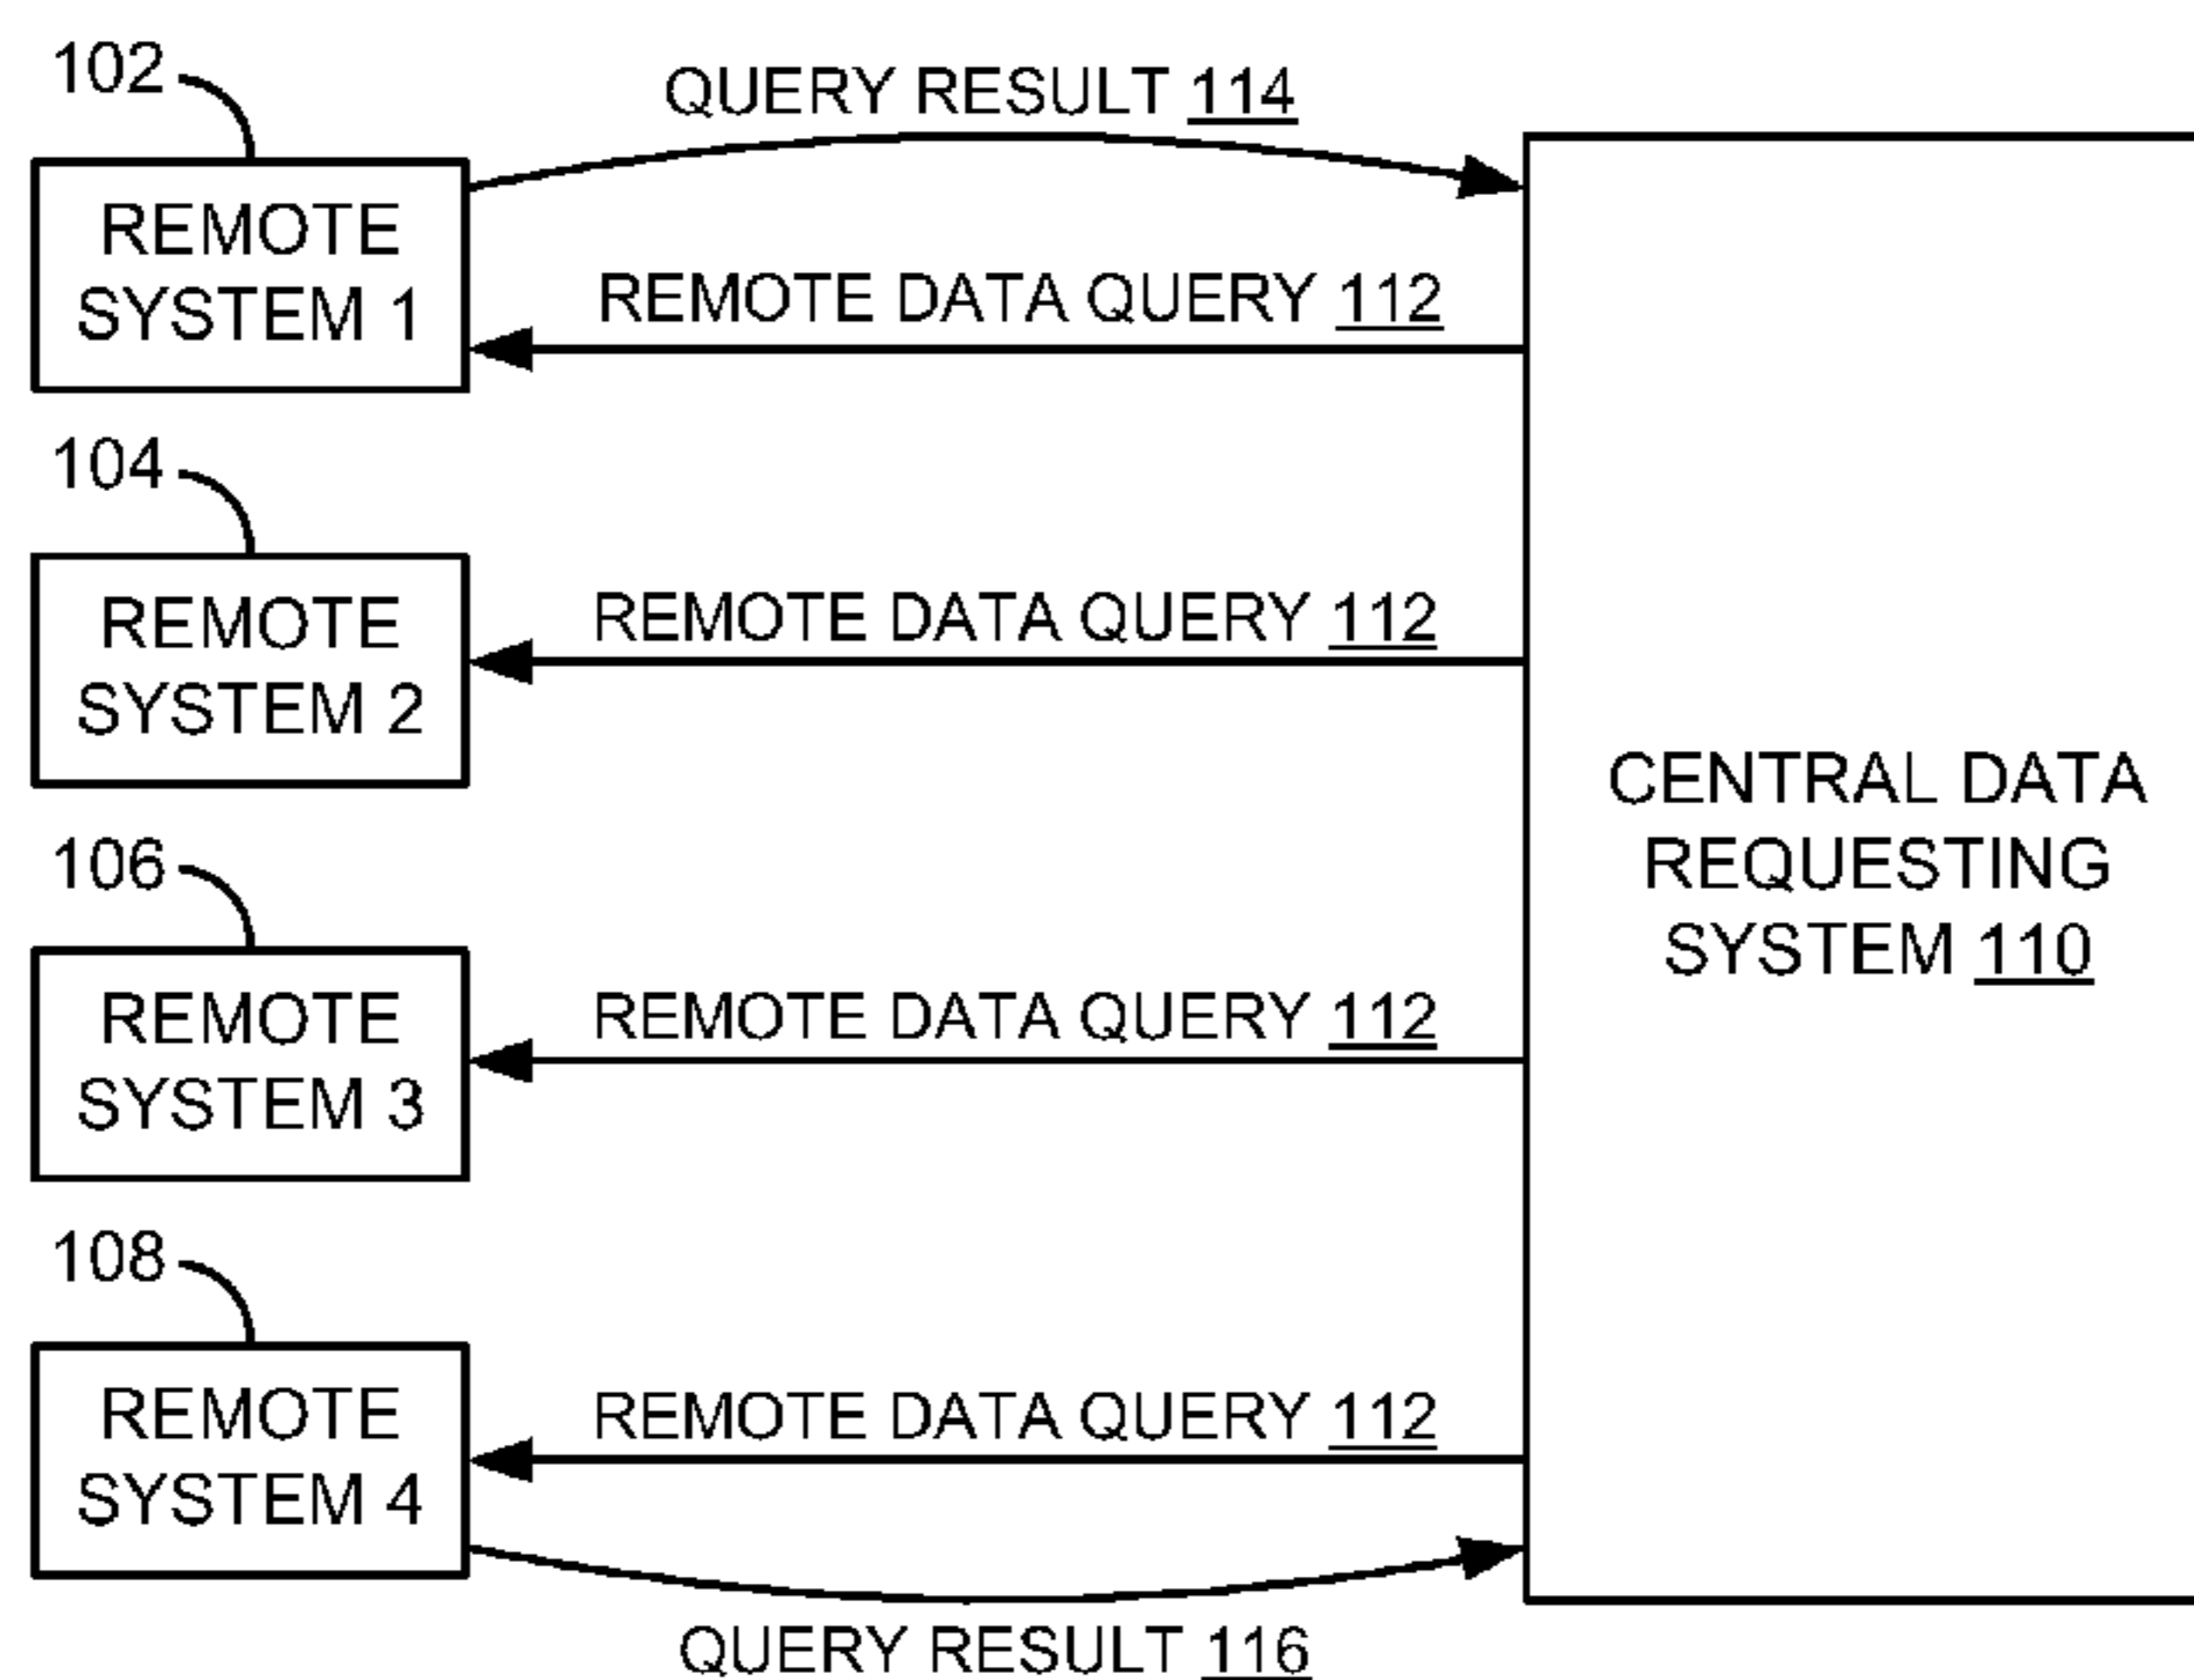 102
QUERY RESULT 114
REMOTE
SYSTEM 1
REMOTE DATA QUERY 112
104
REMOTE
SYSTEM 2
REMOTE DATA QUERY 112
CENTRAL DATA
REQUESTING
SYSTEM 110
106
REMOTE
SYSTEM 3
REMOTE DATA QUERY 112
108
REMOTE
SYSTEM 4
REMOTE DATA QUERY 112
QUERY RESULT 116